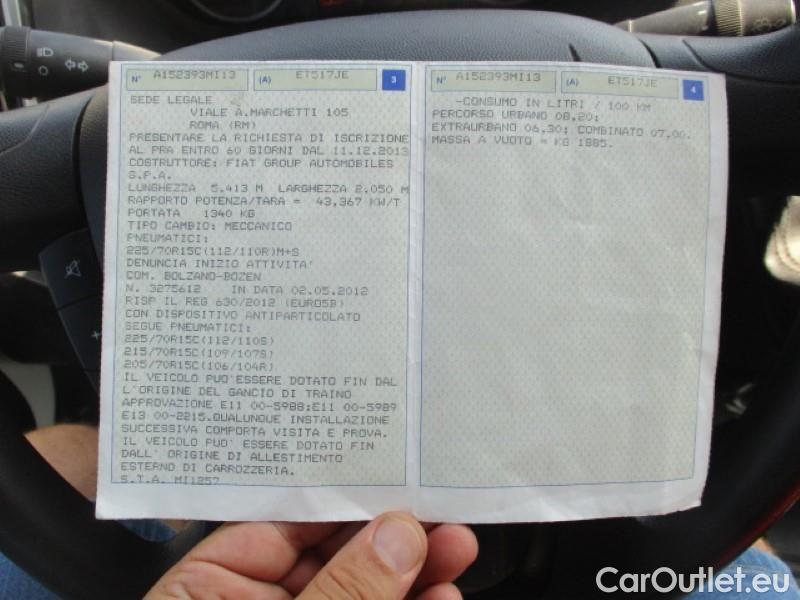 N° A152393MI13 (A) ET517JE 3
SEDE LEGALE
VIALE A.MARCHETTI 105
ROMA (RM)
PRESENTARE LA RICHIESTA DI ISCRIZIONE
AL PRA ENTRO 60 GIORNI DAL 11.12.2013
COSTRUTTORE: FIAT GROUP AUTOMOBILES
S.P.A.
LUNGHEZZA 5.413 M LARGHEZZA 2.050 M
RAPPORTO POTENZA/TARA = 43,367 KW/T
PORTATA 1340 KG
TIPO CAMBIO: MECCANICO
PNEUMATICI:
225/70R15C(112/110R)M+S
DENUNCIA INIZIO ATTIVITA'
COM. BOLZANO-BOZEN
N. 3275612 IN DATA 02.05.2012
RISP IL REG 630/2012 (EURO5B)
CON DISPOSITIVO ANTIPARTICOLATO
SEGUE PNEUMATICI:
225/70R15C(112/110S)
215/70R15C(109/107S)
205/70R15C(106/104R)
IL VEICOLO PUO'ESSERE DOTATO FIN DAL
L'ORIGINE DEL GANCIO DI TRAINO
APPROVAZIONE E11 00-5988:E11 00-5989
E13 00-2215.QUALUNQUE INSTALLAZIONE
SUCCESSIVA COMPORTA VISITA E PROVA.
IL VEICOLO PUO' ESSERE DOTATO FIN
DALL' ORIGINE DI ALLESTIMENTO
ESTERNO DI CARROZZERIA.
S.T.A. MI1257
N° A152393MI13 (A) ET517JE 4
-CONSUMO IN LITRI / 100 KM
PERCORSO URBANO 08,20;
EXTRAURBANO 06,30; COMBINATO 07,00.
MASSA A VUOTO = KG 1885.
CarOutlet.eu